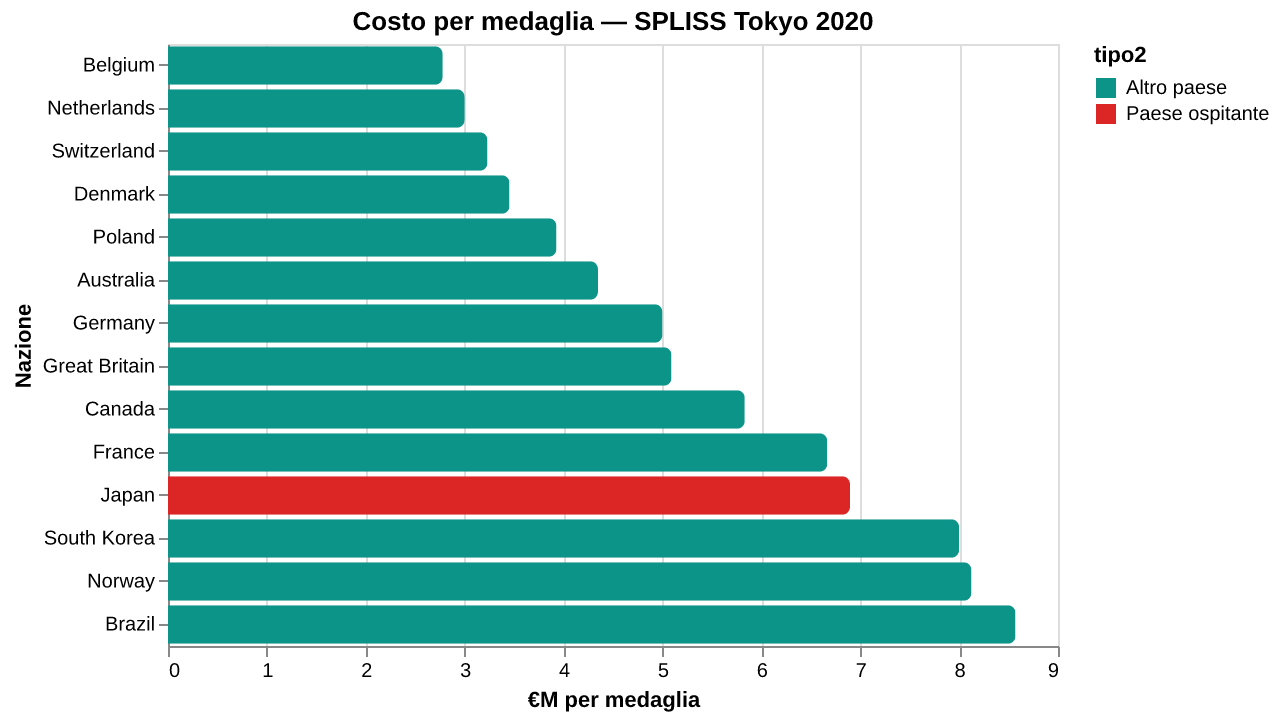 Costo per medaglia — SPLISS Tokyo 2020
tipo2
Altro paese
Paese ospitante
Nazione
Belgium
Netherlands
Switzerland
Denmark
Poland
Australia
Germany
Great Britain
Canada
France
Japan
South Korea
Norway
Brazil
0 1 2 3 4 5 6 7 8 9
€M per medaglia